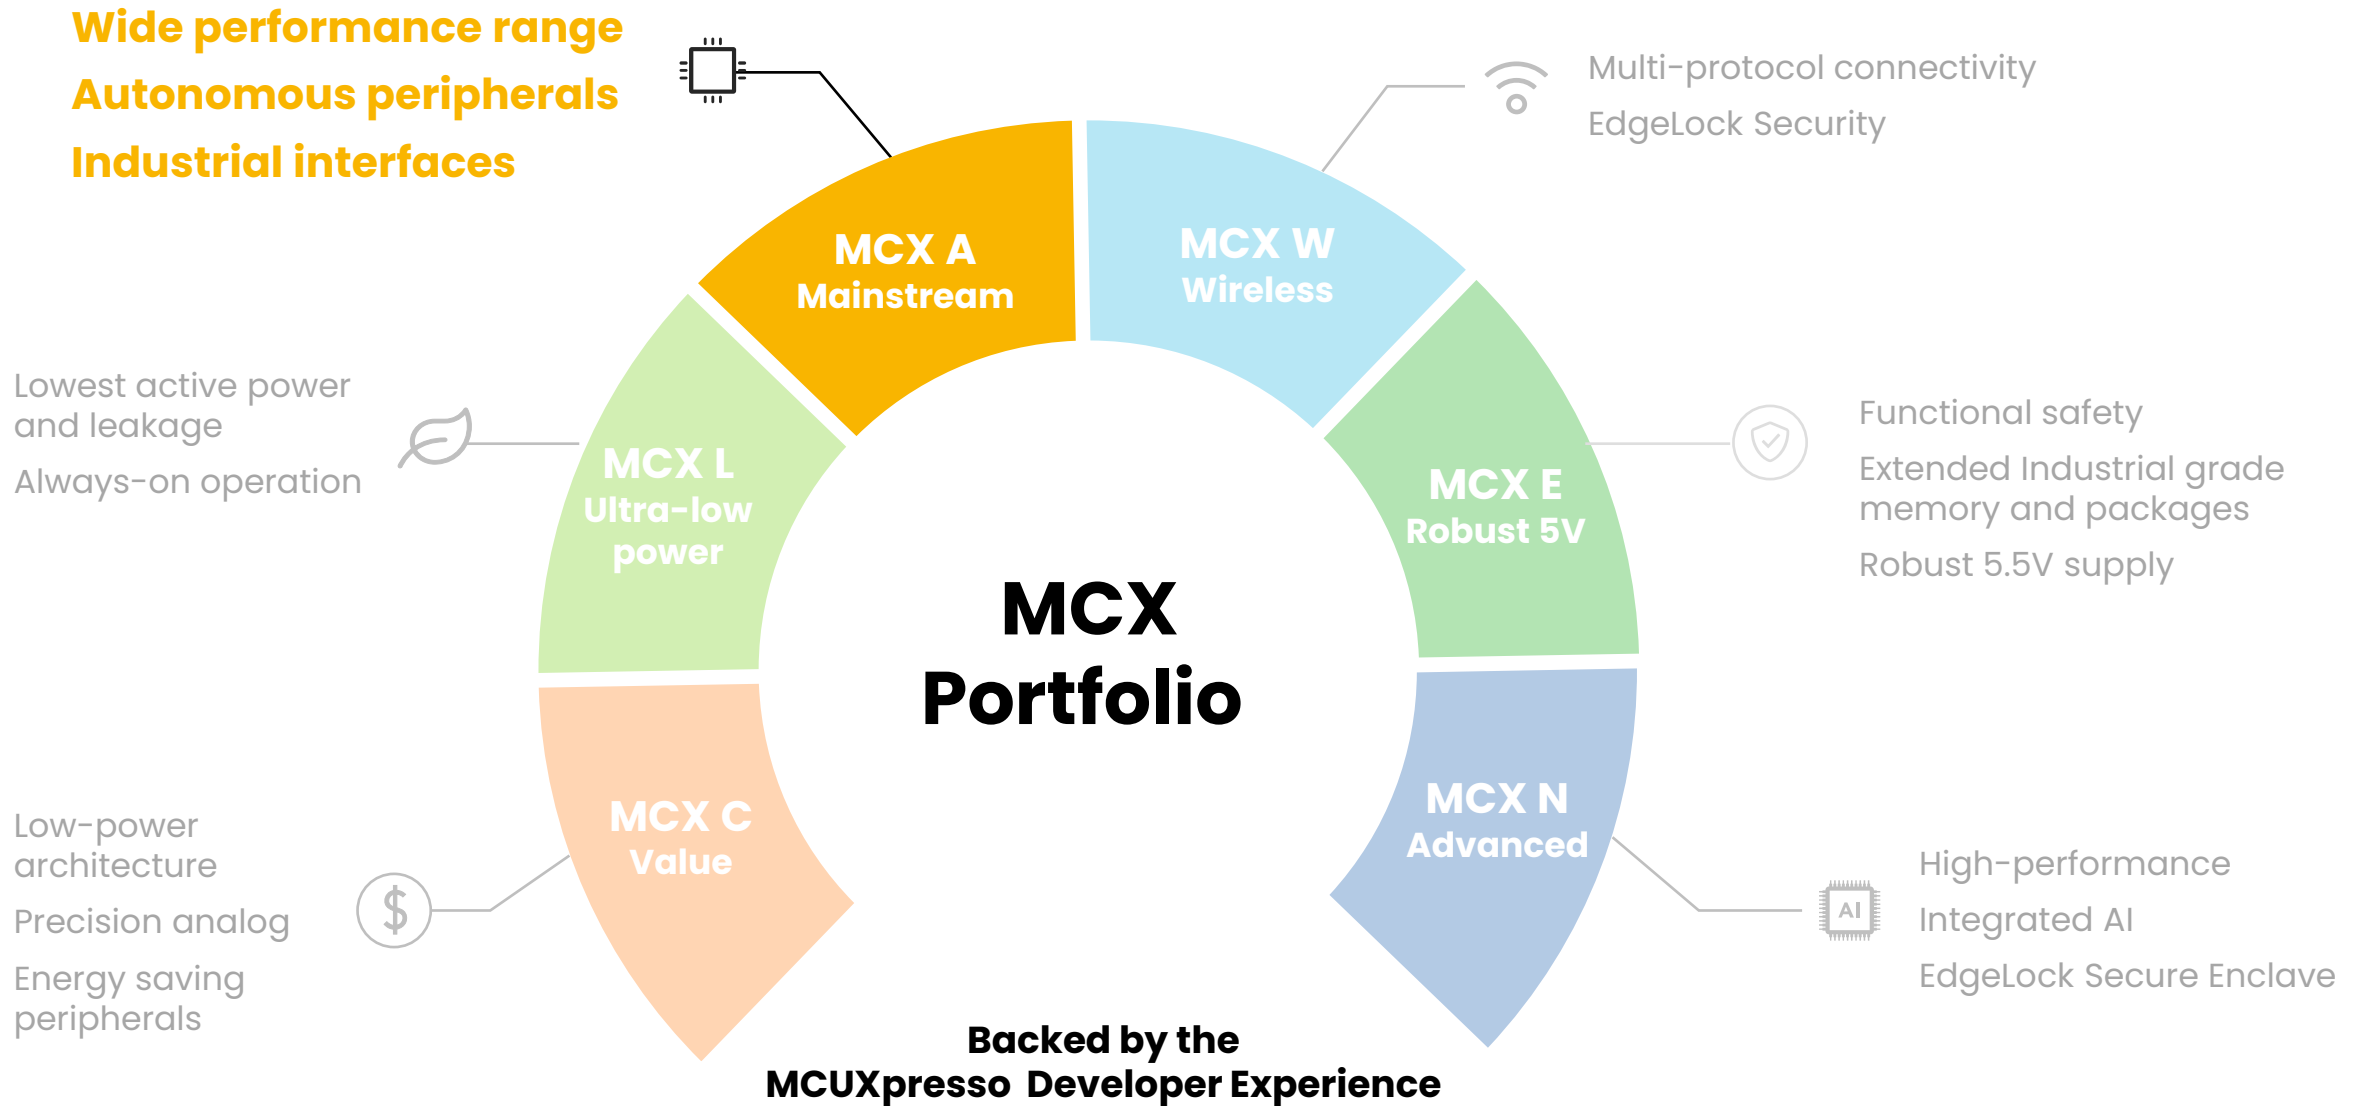 Wide performance range
Autonomous peripherals
Industrial interfaces
Multi-protocol connectivity
EdgeLock Security
MCX A
Mainstream
MCX W
Wireless
Lowest active power
and leakage
Always-on operation
MCX L
Ultra-low
power
MCX E
Robust 5V
Functional safety
Extended Industrial grade
memory and packages
Robust 5.5V supply
MCX
Portfolio
Low-power
architecture
Precision analog
Energy saving
peripherals
$
MCX C
Value
MCX N
Advanced
AI
High-performance
Integrated AI
EdgeLock Secure Enclave
Backed by the
MCUXpresso Developer Experience